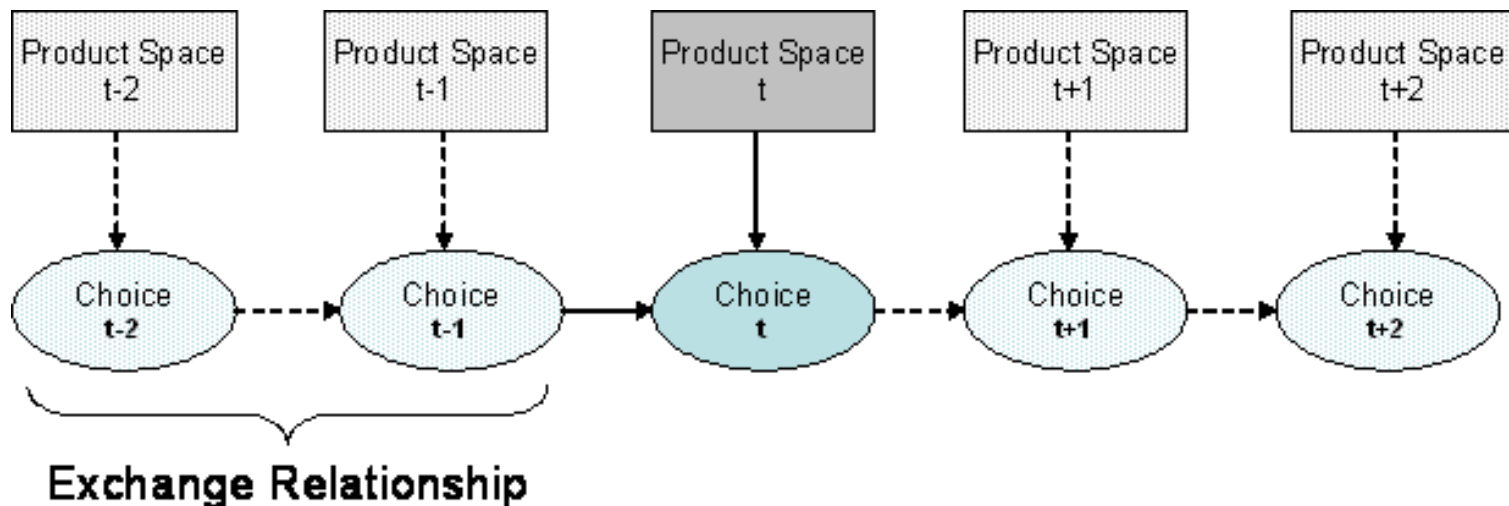 Product Space
t-2
Product Space
t-1
Product Space
t
Product Space
t+1
Product Space
t+2
Choice
t-2
Choice
t-1
Choice
t
Choice
t+1
Choice
t+2
Exchange Relationship